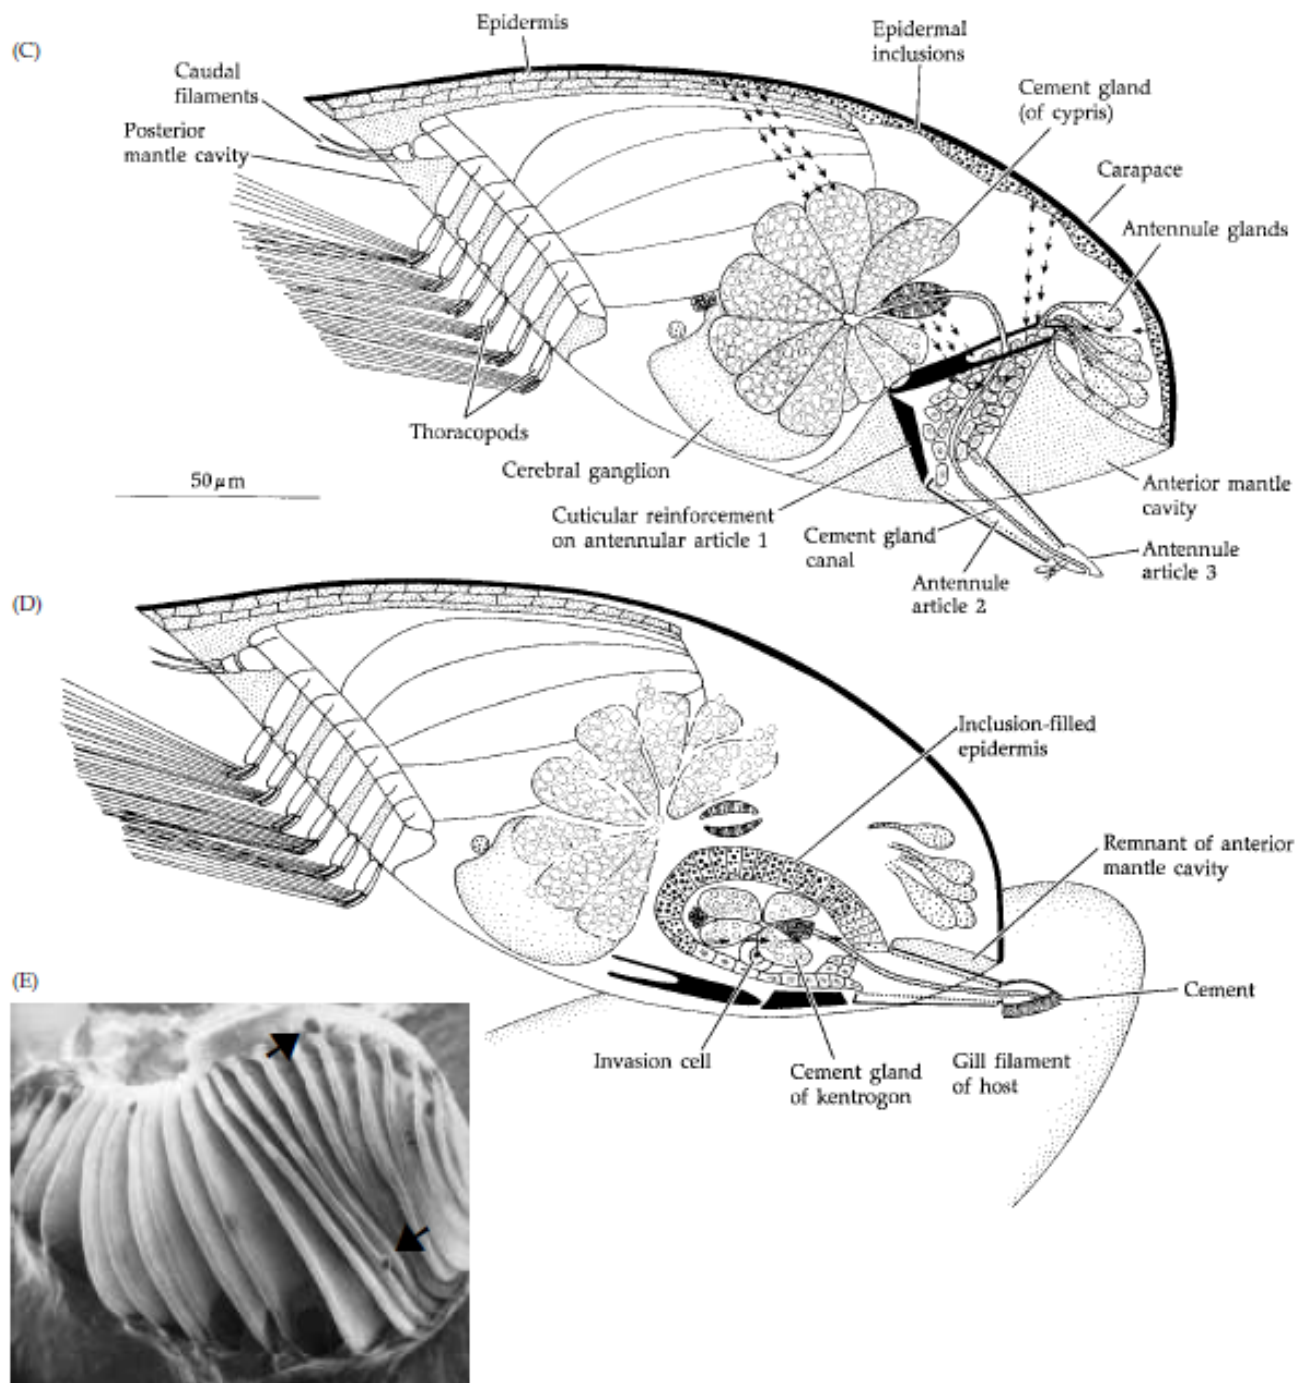 (C)
Epidermis
Epidermal
inclusions
Caudal
filaments
Cement gland
(of cypris)
Posterior
mantle cavity
Carapace
Antennule glands
Thoracopods
Cerebral ganglion
50 μm
Anterior mantle
cavity
Cuticular reinforcement
on antennular article 1
Cement gland
canal
Antennule
article 3
Antennule
article 2
(D)
Inclusion-filled
epidermis
Remnant of anterior
mantle cavity
(E)
Cement
Invasion cell
Cement gland
of kentrogon
Gill filament
of host